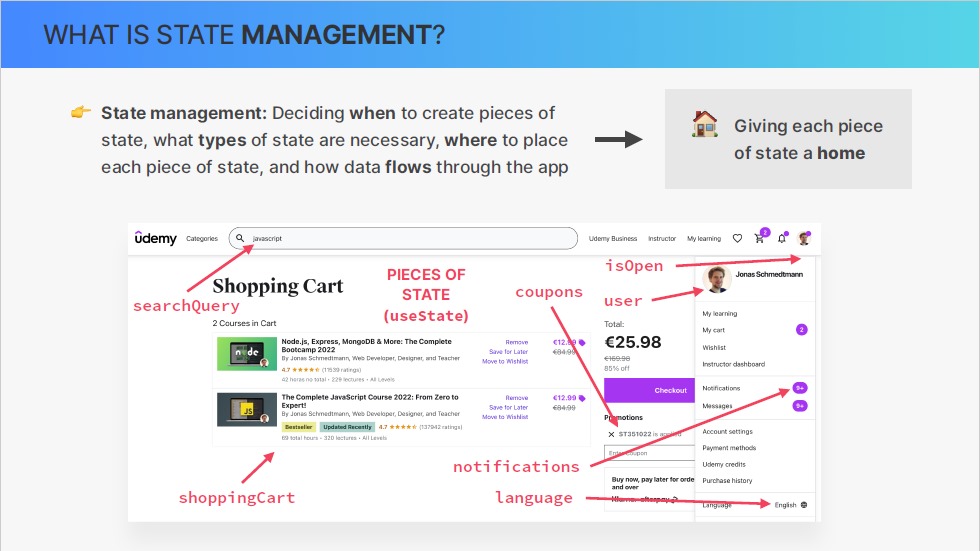 WHAT IS STATE MANAGEMENT?
👉 State management: Deciding when to create pieces of
state, what types of state are necessary, where to place
each piece of state, and how data flows through the app
Giving each piece
of state a home
ûdemy
Categories
javascript
Udemy Business
Instructor
My learning
2
Shopping Cart
PIECES OF
STATE
(useState)
searchQuery
coupons
isOpen
user
Jonas Schmedtmann
2 Courses in Cart
Node.js, Express, MongoDB & More: The Complete
Bootcamp 2022
By Jonas Schmedtmann, Web Developer, Designer, and Teacher
4.7 ★★★★★ (11539 ratings)
42 horas no total • 229 lectures • All Levels
Remove
Save for Later
Move to Wishlist
€12.99
€84.99
The Complete JavaScript Course 2022: From Zero to
Expert!
By Jonas Schmedtmann, Web Developer, Designer, and Teacher
Bestseller Updated Recently 4.7 ★★★★★ (137942 ratings)
69 total hours • 320 lectures • All Levels
Remove
Save for Later
Move to Wishlist
€12.99
€84.99
Total:
€25.98
€169.98
85% off
Checkout
Promotions
ST351022 is applied
Enter Coupon
Buy now, pay later for orde
and over
Klarna. afterpay
My learning
My cart 2
Wishlist
Instructor dashboard
Notifications 9+
Messages 9+
Account settings
Payment methods
Udemy credits
Purchase history
Language English
notifications
language
shoppingCart